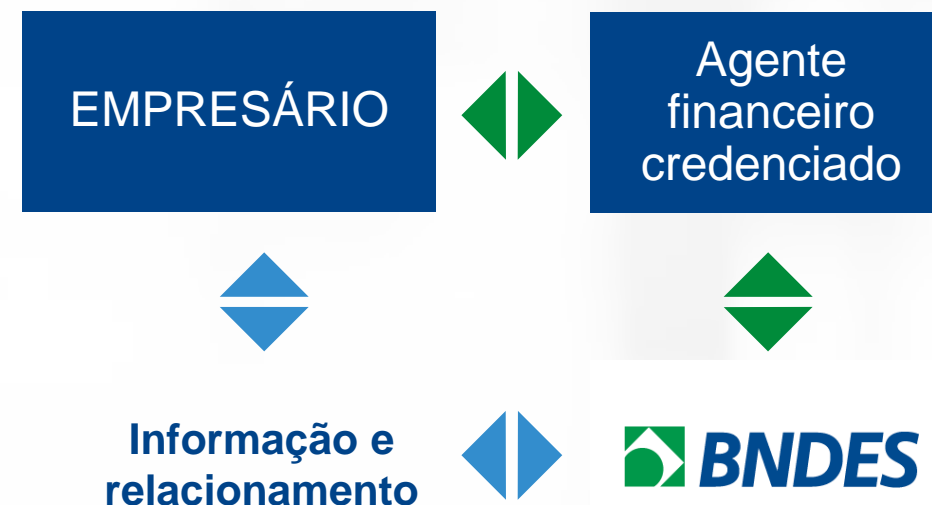 EMPRESÁRIO
Agente
financeiro
credenciado
Informação e
relacionamento
BNDES